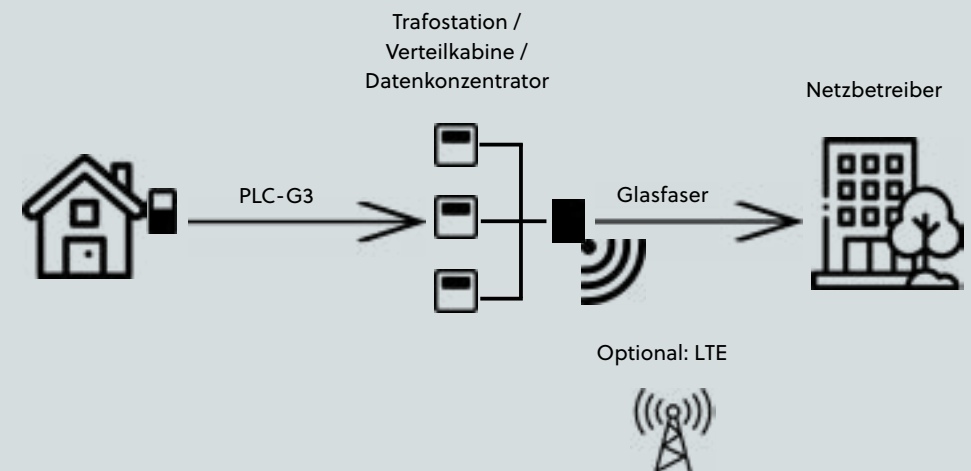 Trafostation /
Verteilkabine /
Datenkonzentrator
Netzbetreiber
PLC-G3
Glasfaser
Optional: LTE